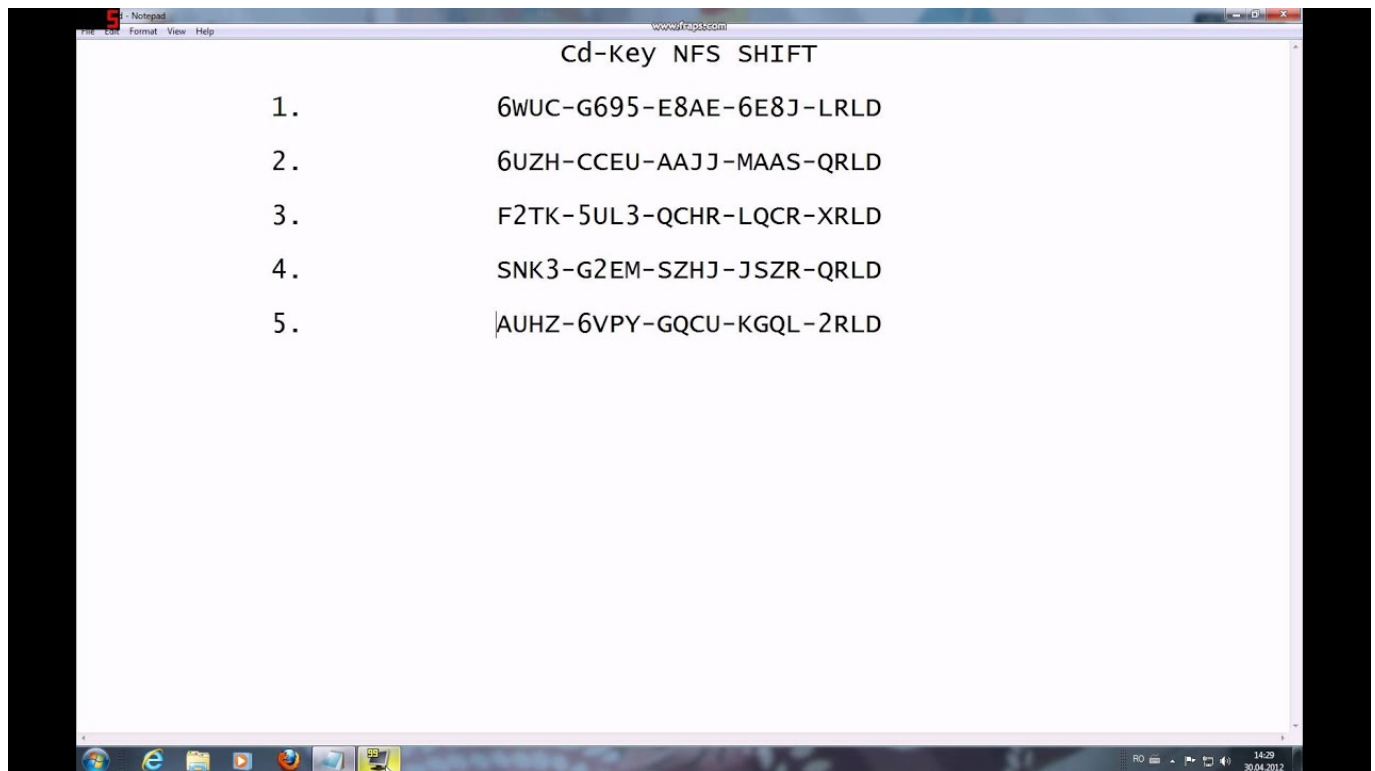 d - Notepad
www.fraps.com
File Edit Format View Help
Cd-Key NFS SHIFT
1. 6WUC-G695-E8AE-6E8J-LRLD
2. 6UZH-CCEU-AAJJ-MAAS-QRLD
3. F2TK-5UL3-QCHR-LQCR-XRLD
4. SNK3-G2EM-SZHJ-JSZR-QRLD
5. AUHZ-6VPY-GQCU-KGQL-2RLD
99
RO
14:29
30.04.2012